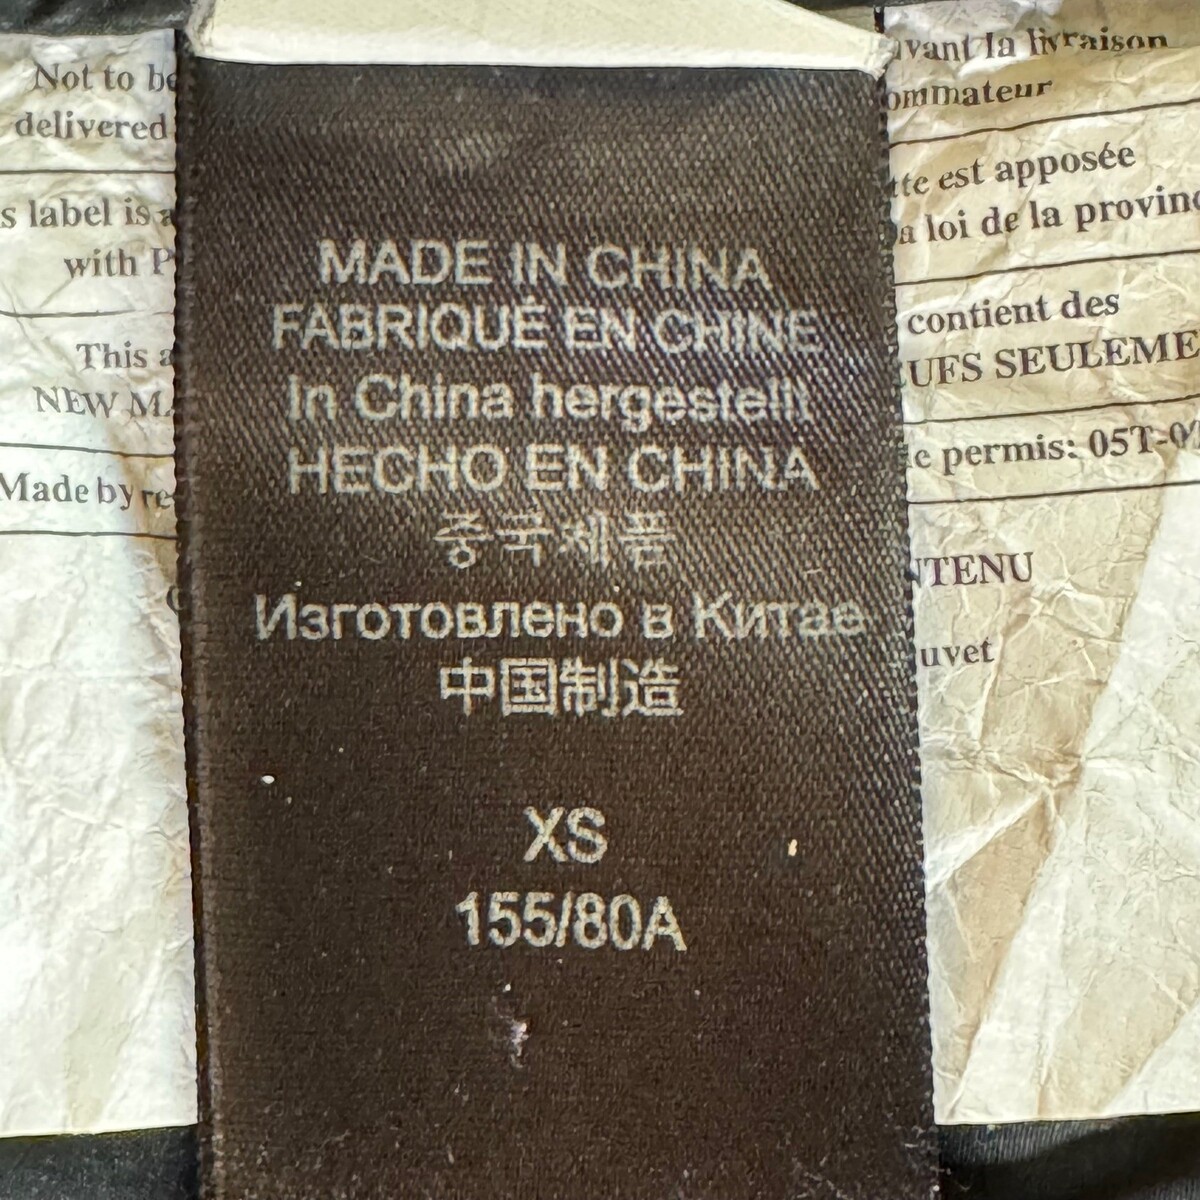 Not to be
delivered
s label is a
with P
This a
NEW MA
Made by re
MADE IN CHINA
FABRIQUÉ EN CHINE
In China hergestellt
HECHO EN CHINA
중국제품
Изготовлено в Китае
中国制造
XS
155/80A
vant la livraison
ommateur
tte est apposée
a loi de la provinc
contient des
UFS SEULEME
e permis: 05T-0
NTENU
uvet